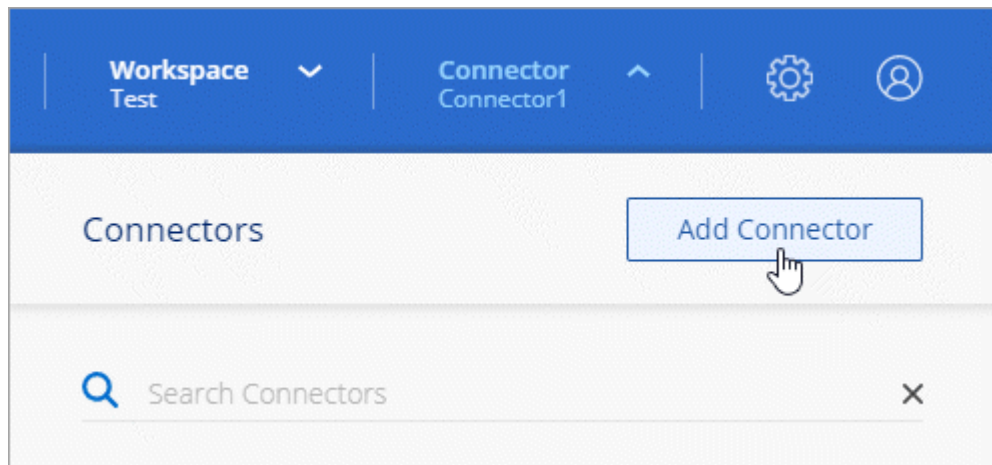 Workspace
Test
Connector
Connector1
Connectors
Add Connector
Search Connectors